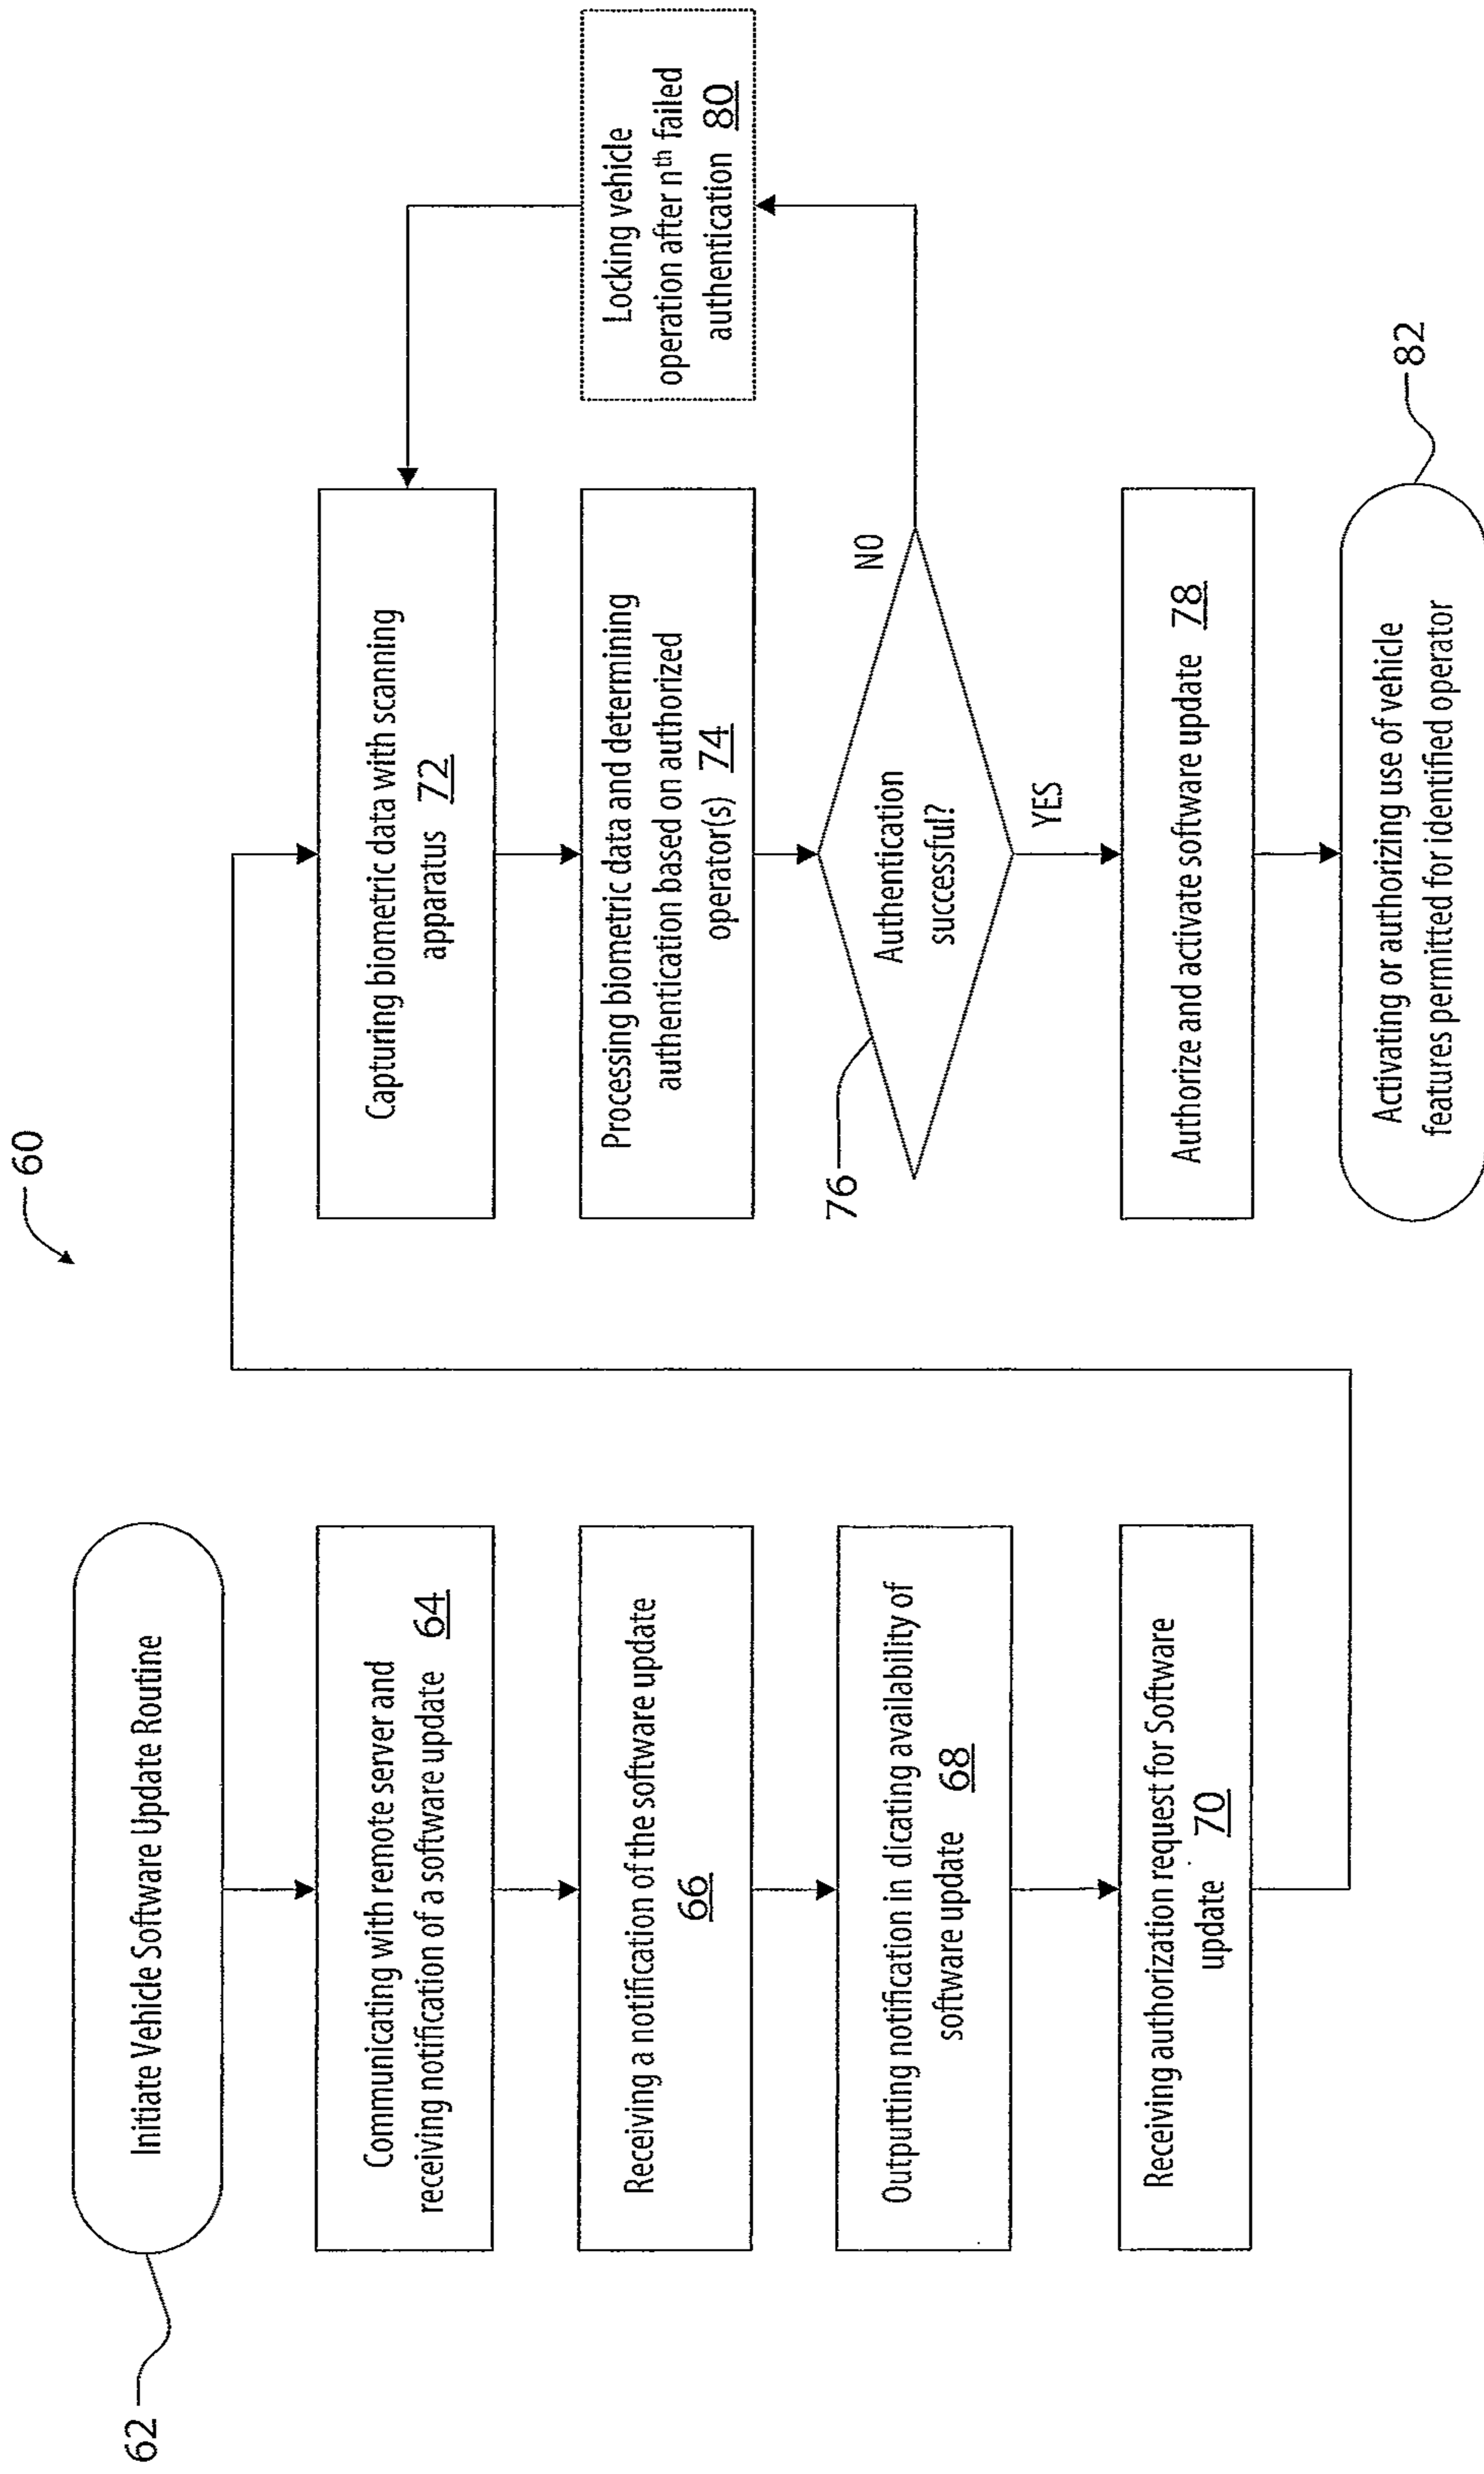 60
62
Initiate Vehicle Software Update Routine
Communicating with remote server and
receiving notification of a software update 64
Receiving a notification of the software update
66
Outputting notification in dicating availability of
software update 68
Receiving authorization request for Software
update 70
Capturing biometric data with scanning
apparatus 72
Processing biometric data and determining
authentication based on authorized
operator(s) 74
76
Authentication
successful?
NO
YES
Locking vehicle
operation after nth failed
authentication 80
Authorize and activate software update 78
Activating or authorizing use of vehicle
features permitted for identified operator
82